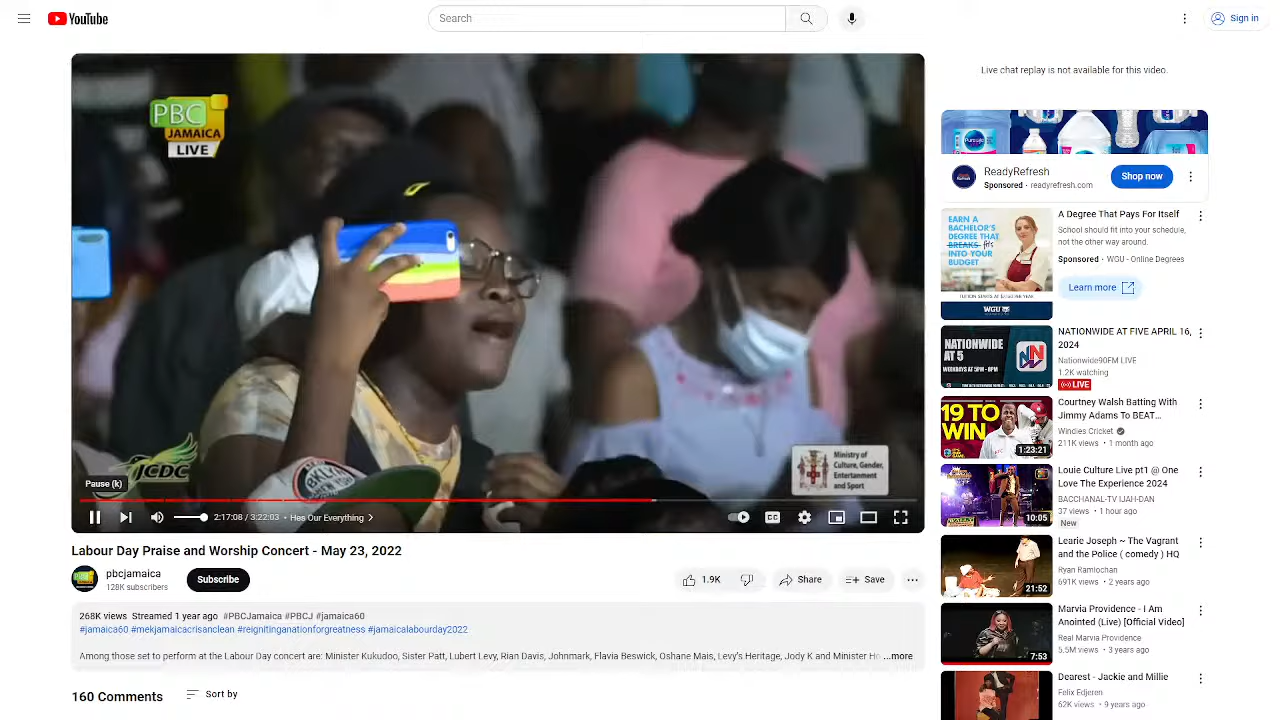 YouTube
Search
Sign in
PBC
JAMAICA
LIVE
JCDC
Ministry of
Culture, Gender,
Entertainment
and Sport
Pause (k)
2:17:08 / 3:22:03 • Hes Our Everything
CC
Labour Day Praise and Worship Concert - May 23, 2022
pbcjamaica
128K subscribers
Subscribe
1.9K
Share
Save
268K views Streamed 1 year ago #PBCJamaica #PBCJ #jamaica60
#jamaica60 #mekjamaicacrisanclean #reignitinganationforgreatness #jamaicalabourday2022
Among those set to perform at the Labour Day concert are: Minister Kukudoo, Sister Patt, Lubert Levy, Rian Davis, Johnmark, Flavia Beswick, Oshane Mais, Levy's Heritage, Jody K and Minister Ho ...more
160 Comments
Sort by
Live chat replay is not available for this video.
ReadyRefresh
Sponsored · readyrefresh.com
Shop now
EARN A
BACHELOR'S
DEGREE THAT
BREAKS fits
INTO YOUR
BUDGET
WGU
A Degree That Pays For Itself
School should fit into your schedule,
not the other way around.
Sponsored · WGU - Online Degrees
Learn more
NATIONWIDE
AT 5
WEEKDAYS AT 5PM - 6PM
NATIONWIDE AT FIVE APRIL 16,
2024
Nationwide90FM LIVE
1.2K watching
LIVE
19 TO
WIN
1:23:21
Courtney Walsh Batting With
Jimmy Adams To BEAT...
Windies Cricket
211K views • 1 month ago
10:05
Louie Culture Live pt1 @ One
Love The Experience 2024
BACCHANAL-TV IJAH-DAN
37 views • 1 hour ago
New
21:52
Learie Joseph ~ The Vagrant
and the Police ( comedy ) HQ
Ryan Ramlochan
691K views • 2 years ago
7:53
Marvia Providence - I Am
Anointed (Live) [Official Video]
Real Marvia Providence
5.5M views • 3 years ago
Dearest - Jackie and Millie
Felix Edjeren
62K views • 9 years ago